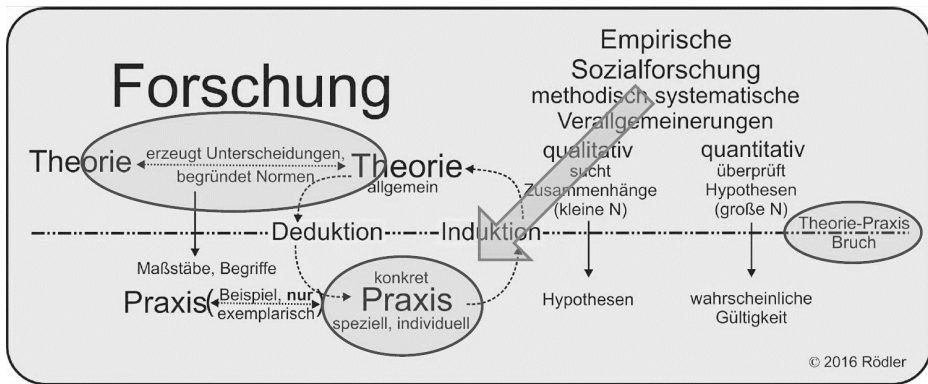 Forschung
Theorie
erzeugt Unterscheidungen,
begründet Normen
Theorie
allgemein
Empirische
Sozialforschung
methodisch systematische
Verallgemeinerungen
qualitativ
sucht
Zusammenhänge
(kleine N)
quantitativ
überprüft
Hypothesen
(große N)
Deduktion
Induktion
Theorie-Praxis
Bruch
Maßstäbe, Begriffe
Praxis
(Beispiel, nur
exemplarisch)
konkret
Praxis
speziell, individuell
Hypothesen
wahrscheinliche
Gültigkeit
© 2016 Rödler